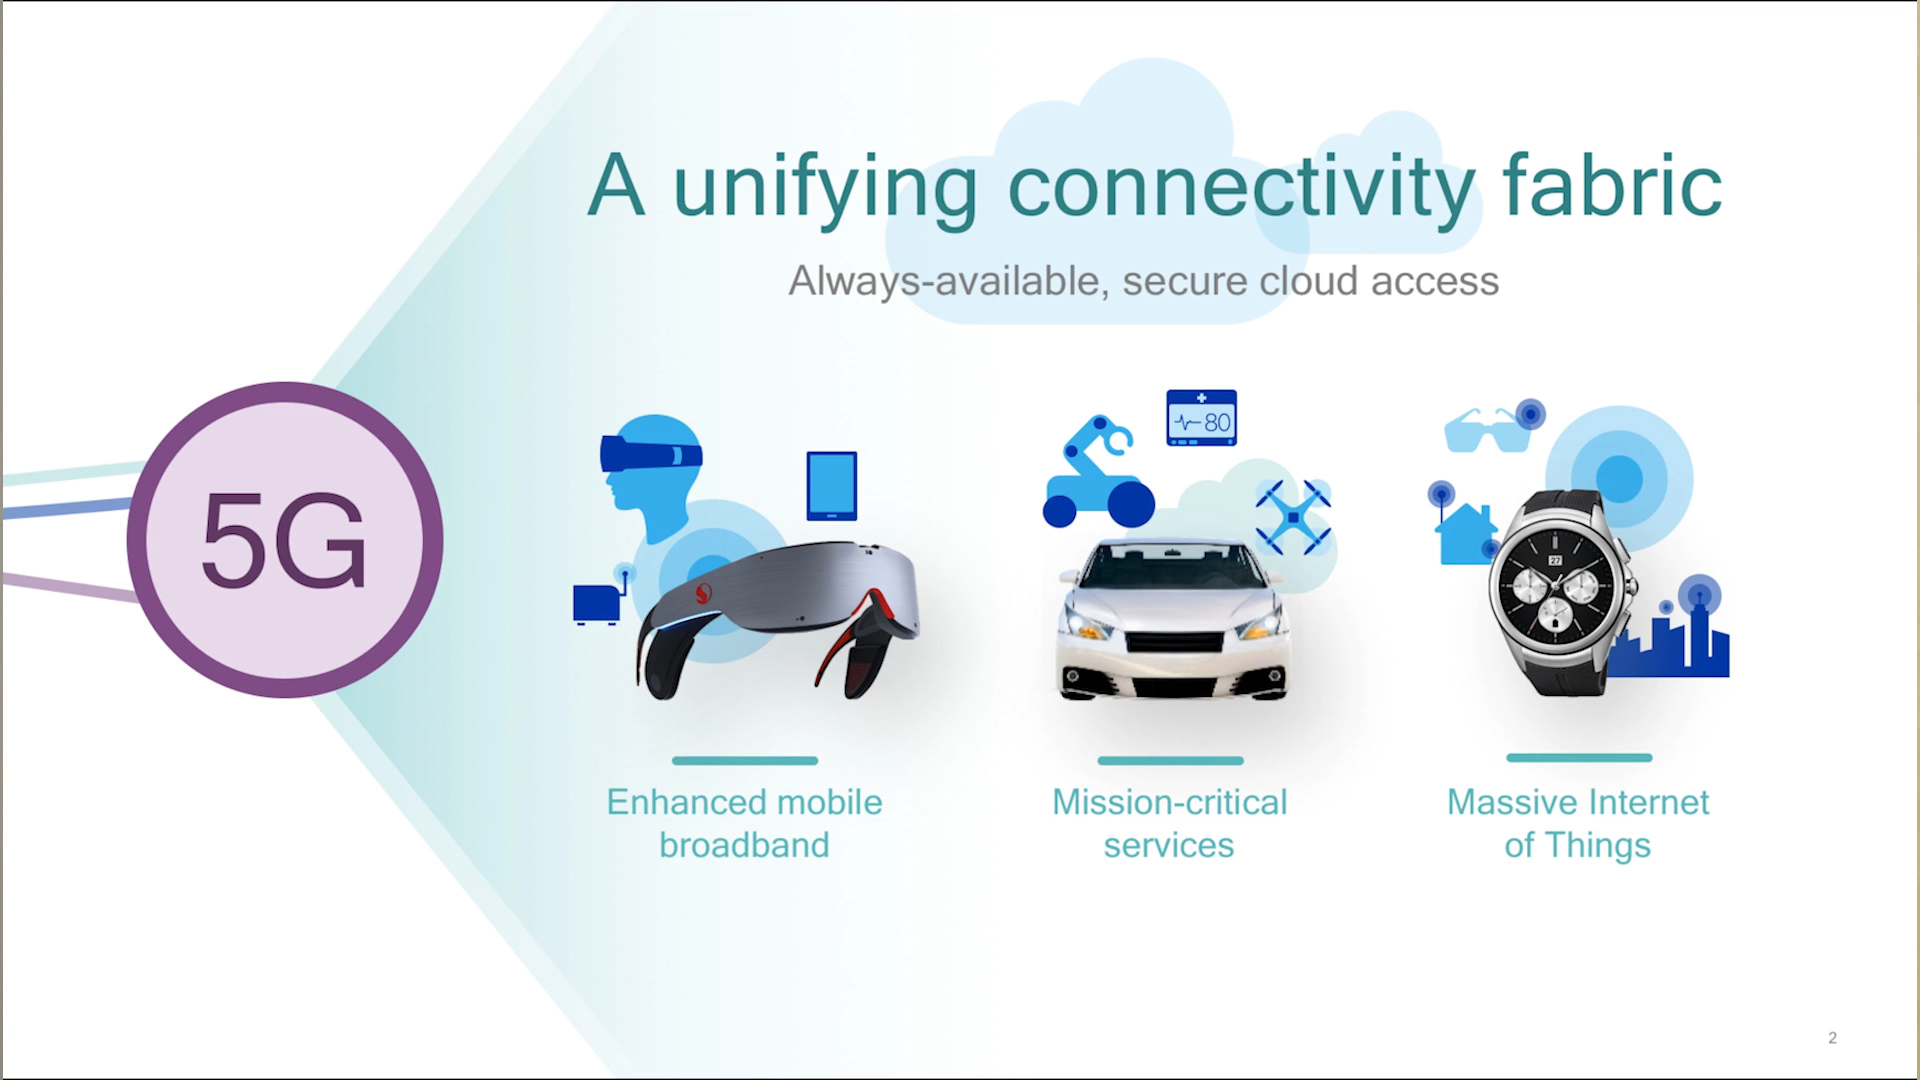 A unifying connectivity fabric
Always-available, secure cloud access
5G
80
27
Enhanced mobile
broadband
Mission-critical
services
Massive Internet
of Things
2